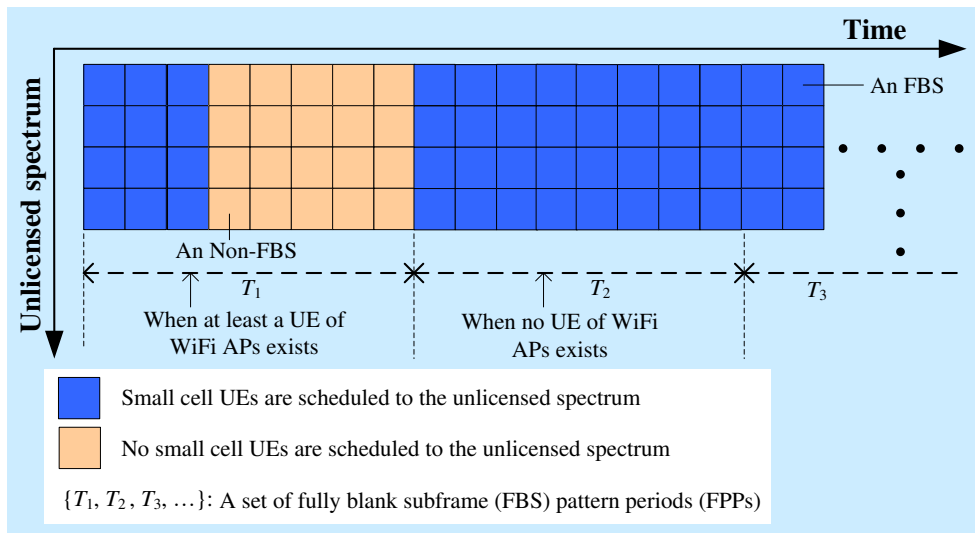 Time
Unlicensed spectrum
An FBS
An Non-FBS
T1
T2
T3
When at least a UE of
WiFi APs exists
When no UE of WiFi
APs exists
Small cell UEs are scheduled to the unlicensed spectrum
No small cell UEs are scheduled to the unlicensed spectrum
{T1, T2, T3, …}: A set of fully blank subframe (FBS) pattern periods (FPPs)